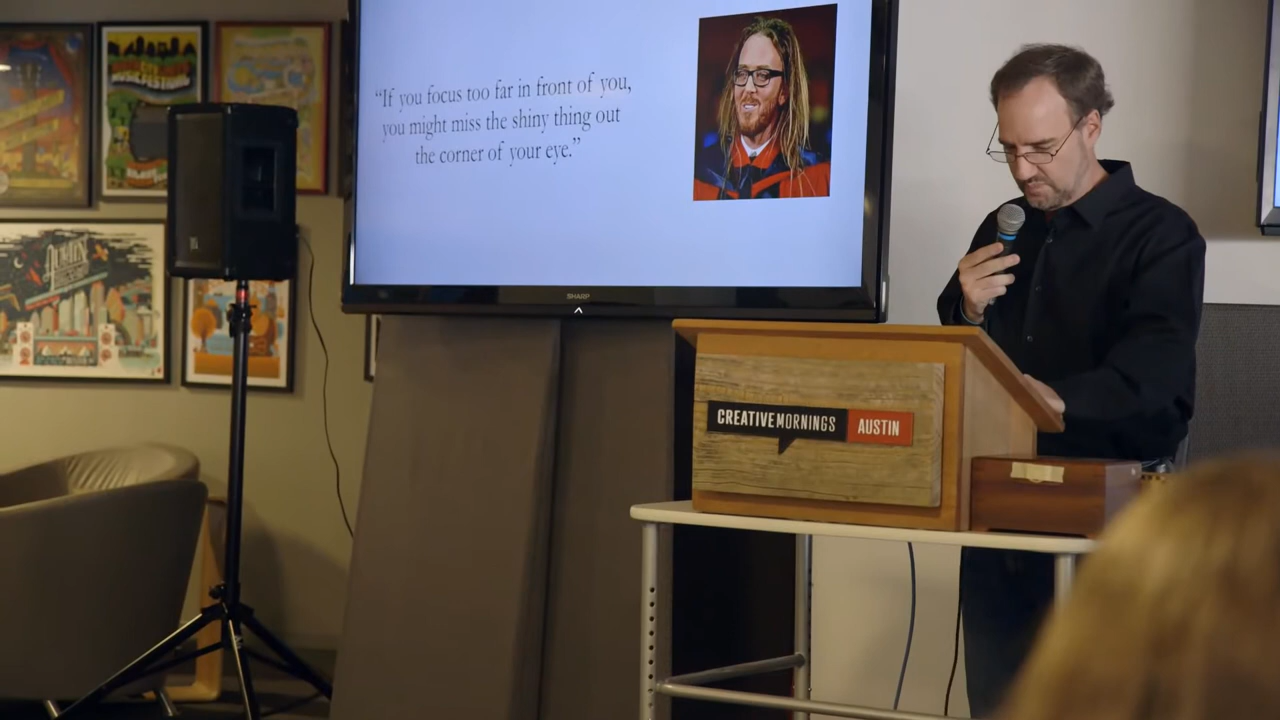 “If you focus too far in front of you,
you might miss the shiny thing out
the corner of your eye.”
SHARP
CREATIVEMORNINGS AUSTIN